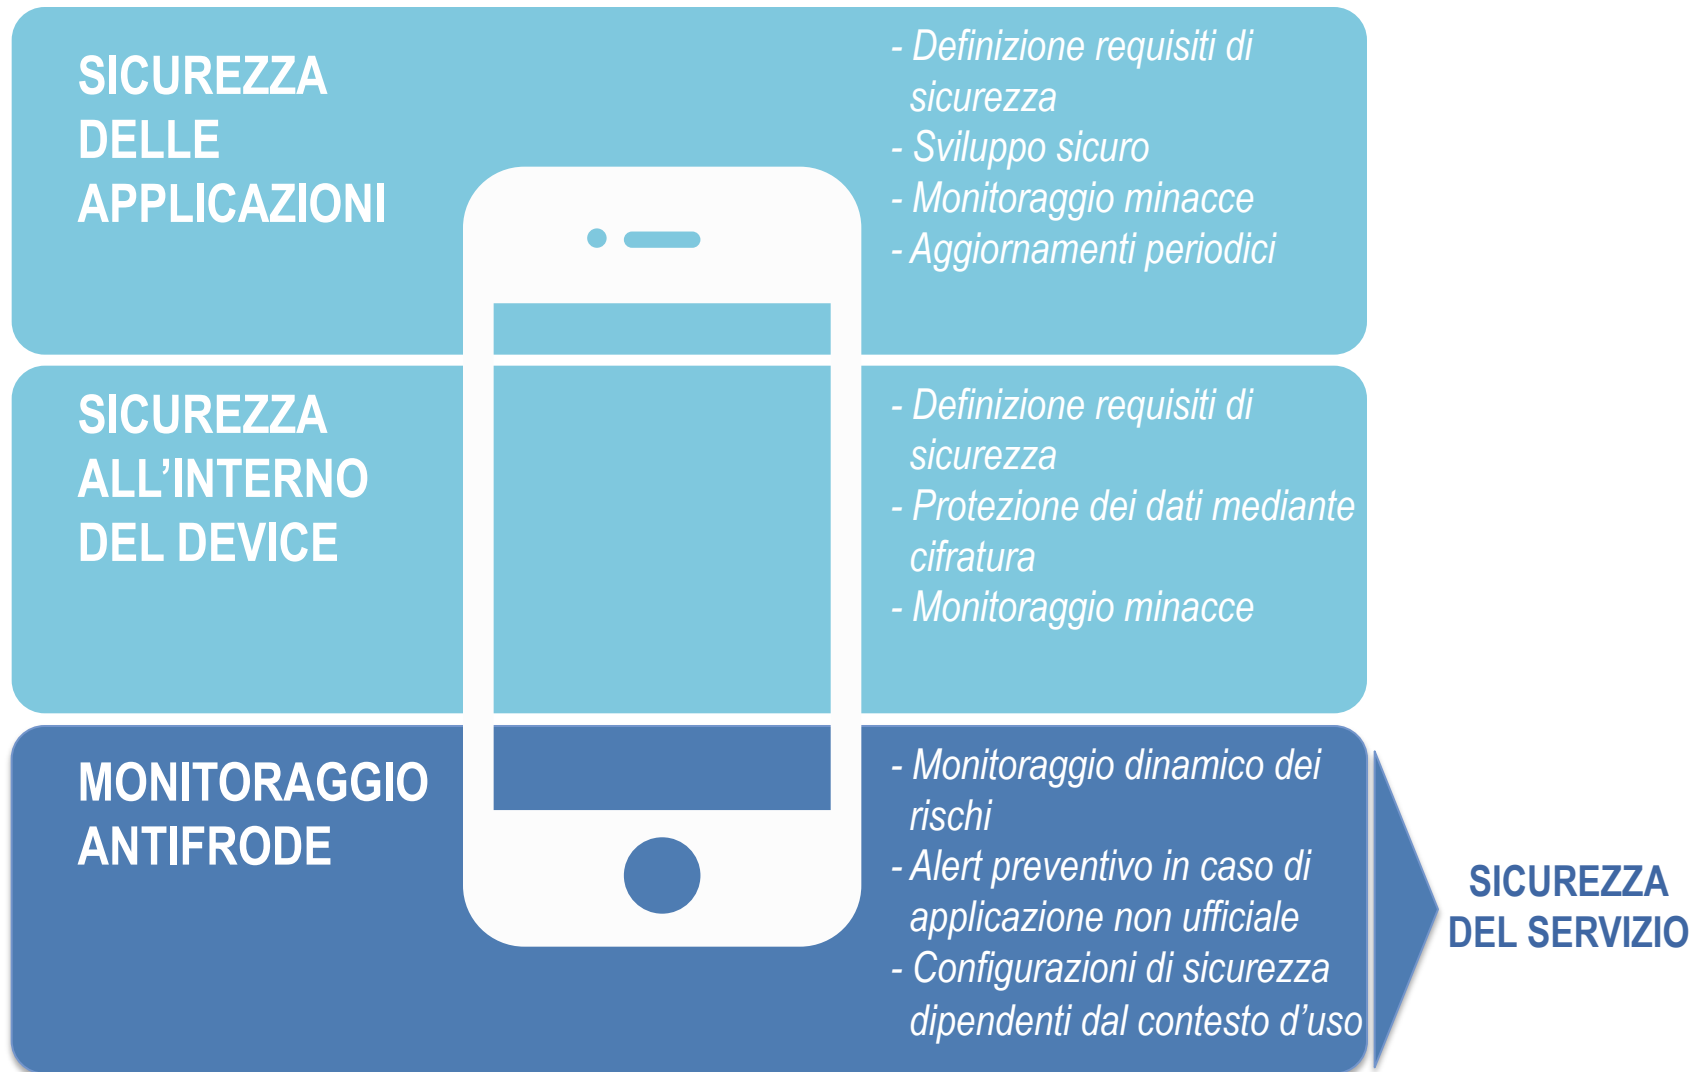 SICUREZZA
DELLE
APPLICAZIONI
- Definizione requisiti di
sicurezza
- Sviluppo sicuro
- Monitoraggio minacce
- Aggiornamenti periodici
SICUREZZA
ALL’INTERNO
DEL DEVICE
- Definizione requisiti di
sicurezza
- Protezione dei dati mediante
cifratura
- Monitoraggio minacce
MONITORAGGIO
ANTIFRODE
- Monitoraggio dinamico dei
rischi
- Alert preventivo in caso di
applicazione non ufficiale
- Configurazioni di sicurezza
dipendenti dal contesto d’uso
SICUREZZA
DEL SERVIZIO